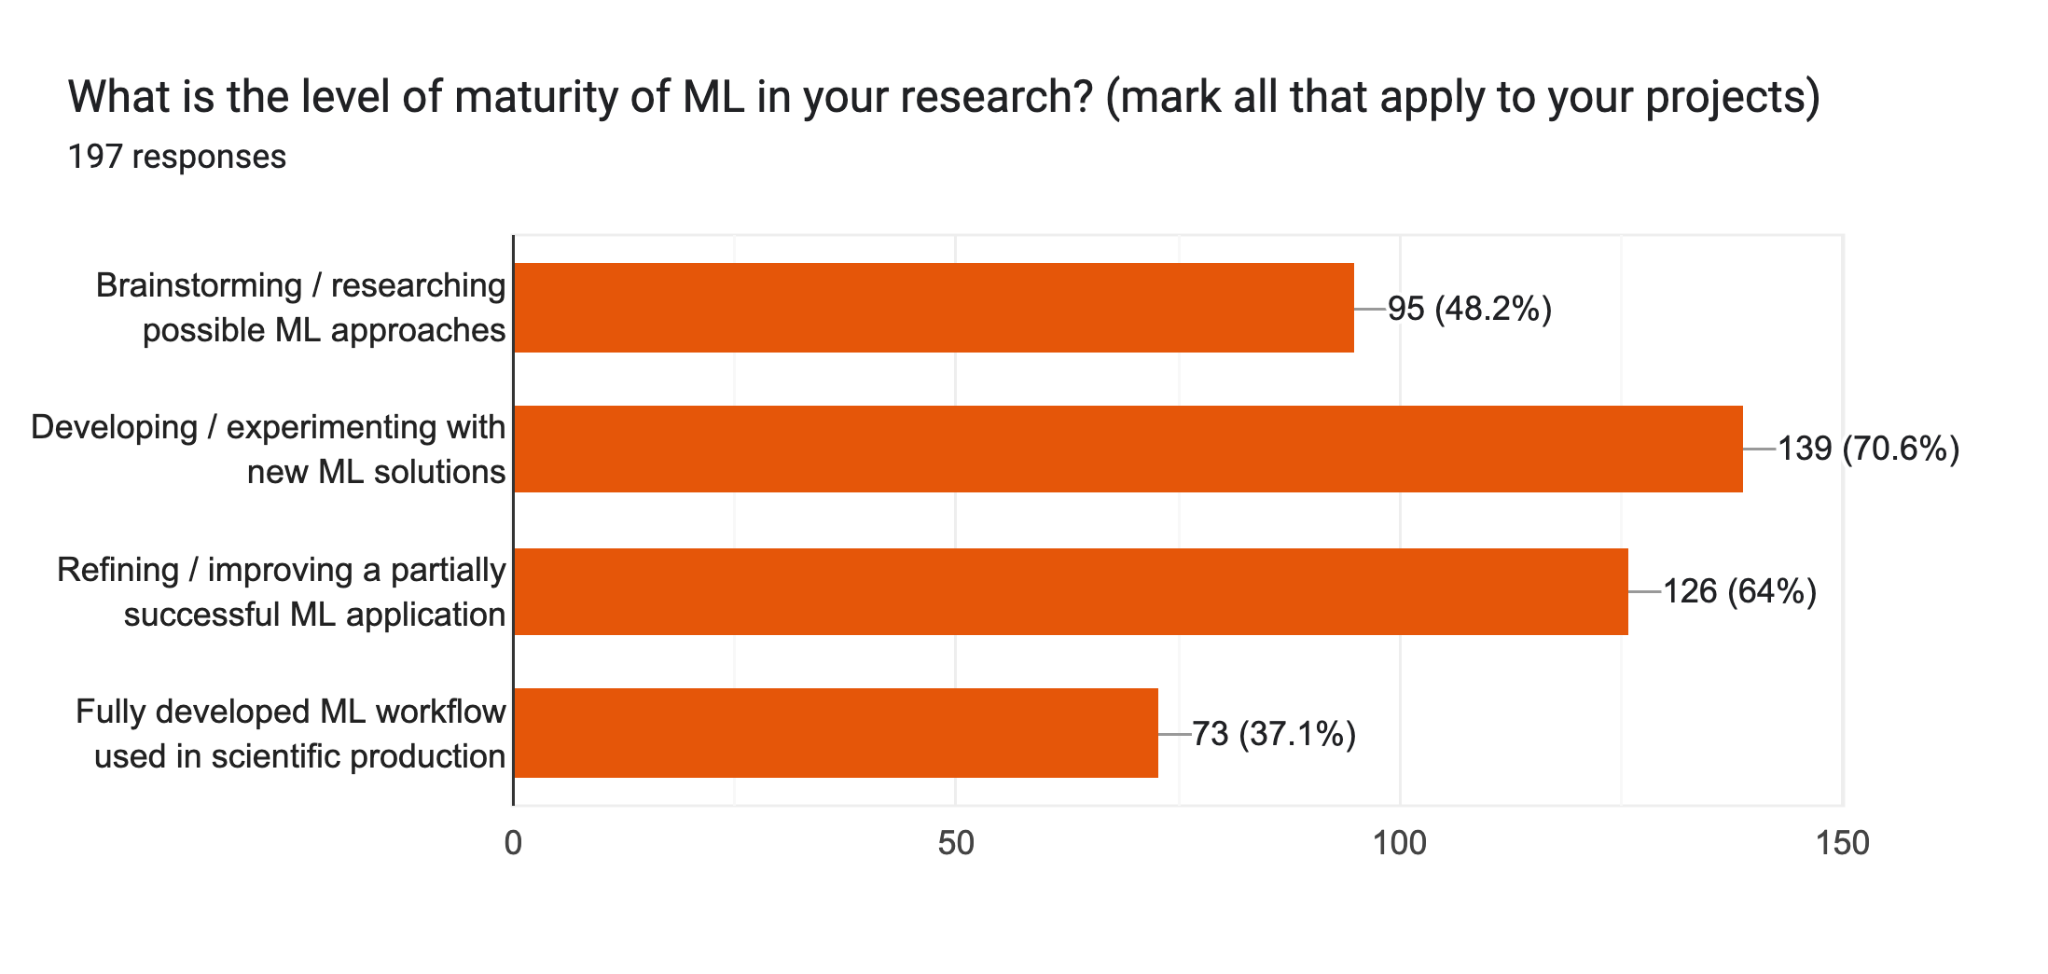 What is the level of maturity of ML in your research? (mark all that apply to your projects)
197 responses
Brainstorming / researching
possible ML approaches
95 (48.2%)
Developing / experimenting with
new ML solutions
139 (70.6%)
Refining / improving a partially
successful ML application
126 (64%)
Fully developed ML workflow
used in scientific production
73 (37.1%)
0 50 100 150